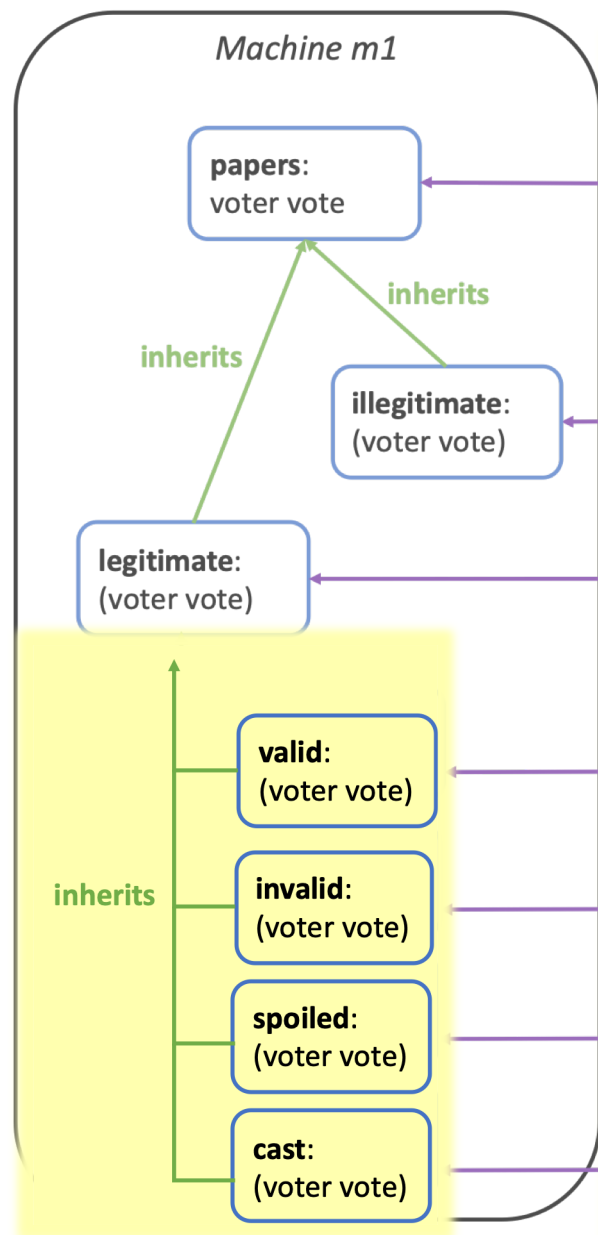 Machine m1
papers:
voter vote
inherits
inherits
illegitimate:
(voter vote)
legitimate:
(voter vote)
valid:
(voter vote)
inherits
invalid:
(voter vote)
spoiled:
(voter vote)
cast:
(voter vote)